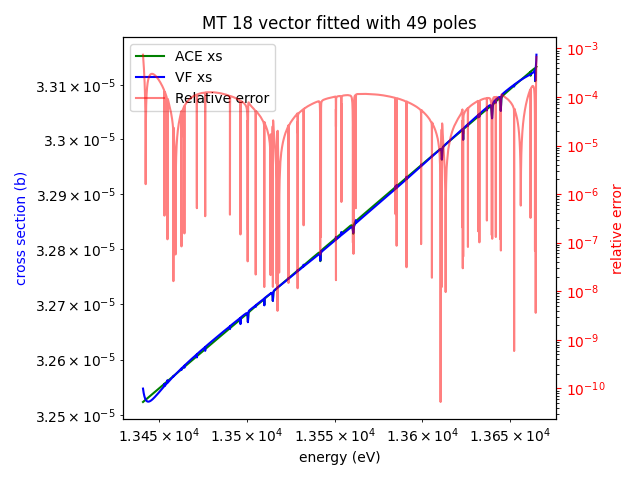 MT 18 vector fitted with 49 poles
ACE xs
VF xs
Relative error
cross section (b)
3.31 × 10⁻⁵
3.3 × 10⁻⁵
3.29 × 10⁻⁵
3.28 × 10⁻⁵
3.27 × 10⁻⁵
3.26 × 10⁻⁵
3.25 × 10⁻⁵
10⁻³
10⁻⁴
10⁻⁵
10⁻⁶
10⁻⁷
10⁻⁸
10⁻⁹
10⁻¹⁰
relative error
1.345 × 10⁴ 1.35 × 10⁴ 1.355 × 10⁴ 1.36 × 10⁴ 1.365 × 10⁴
energy (eV)